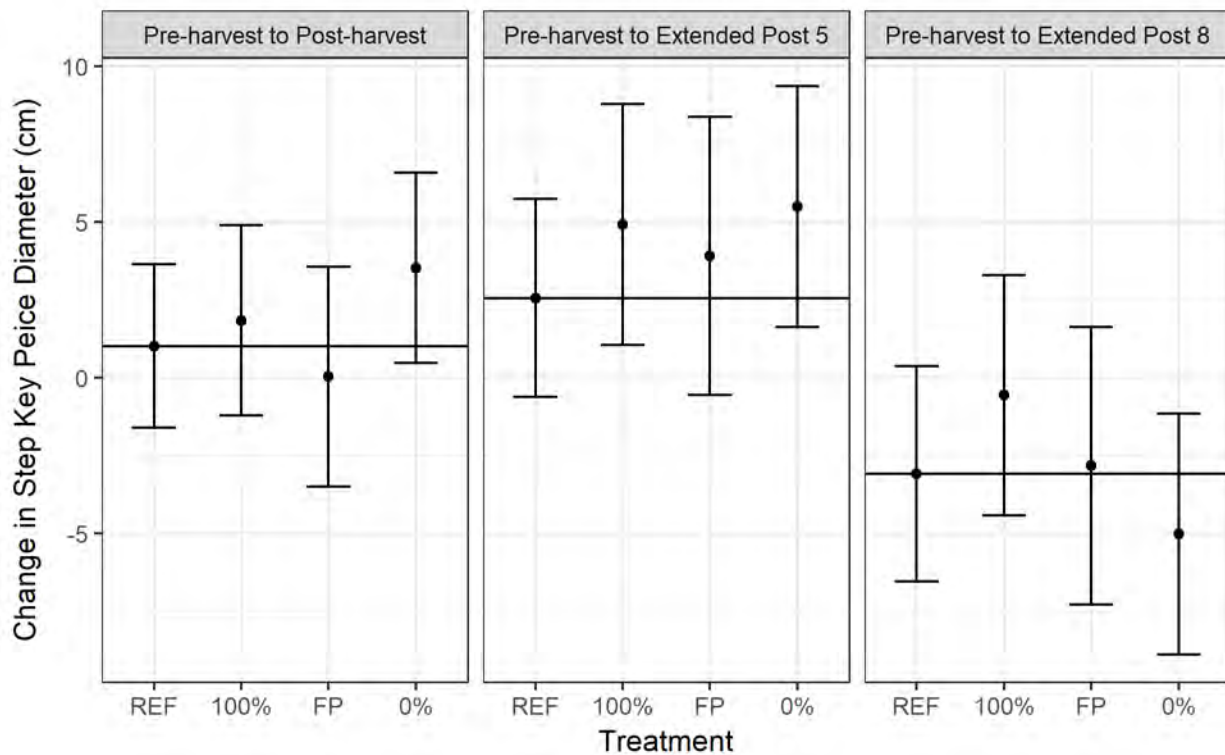 Pre-harvest to Post-harvest Pre-harvest to Extended Post 5 Pre-harvest to Extended Post 8
Change in Step Key Peice Diameter (cm)
10
5
0
-5
REF 100% FP 0% REF 100% FP 0% REF 100% FP 0%
Treatment